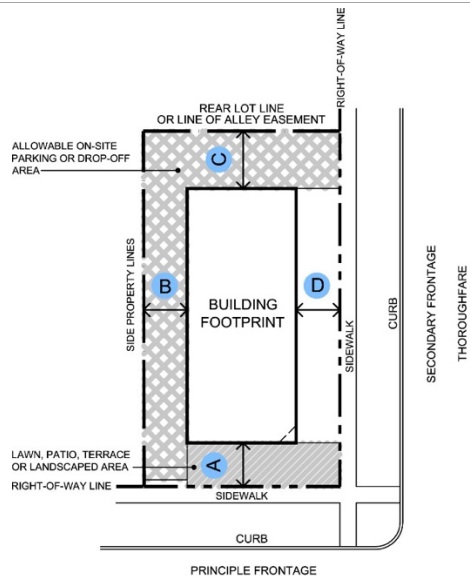 RIGHT-OF-WAY LINE
REAR LOT LINE
OR LINE OF ALLEY EASEMENT
ALLOWABLE ON-SITE
PARKING OR DROP-OFF
AREA
C
SIDE PROPERTY LINES
B
BUILDING
FOOTPRINT
D
SIDEWALK
CURB
SECONDARY FRONTAGE
THOROUGHFARE
LAWN, PATIO, TERRACE
OR LANDSCAPED AREA
A
RIGHT-OF-WAY LINE
SIDEWALK
CURB
PRINCIPLE FRONTAGE